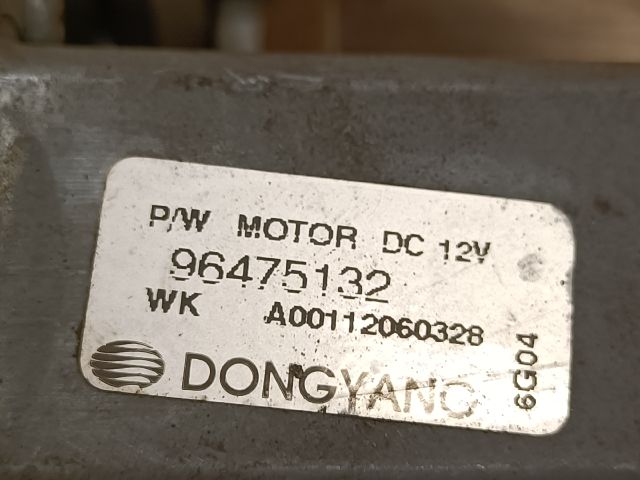 P/W MOTOR DC 12V
96475132
WK A00112060328
DONGYANG
6G04